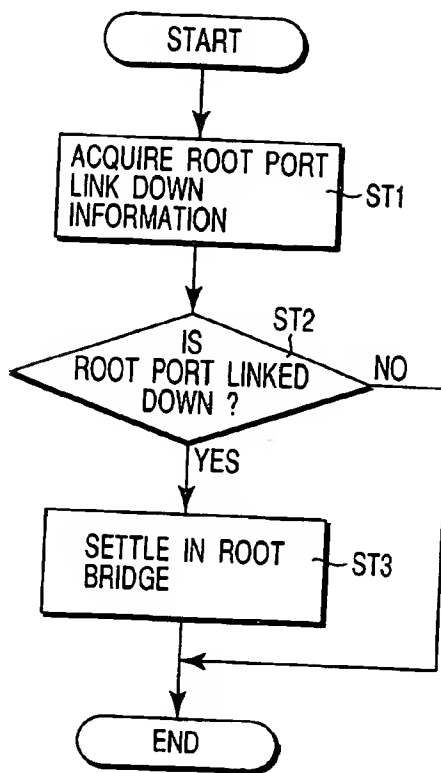 START
ACQUIRE ROOT PORT
LINK DOWN
INFORMATION
ST1
ST2
IS
ROOT PORT LINKED
DOWN ?
NO
YES
SETTLE IN ROOT
BRIDGE
ST3
END